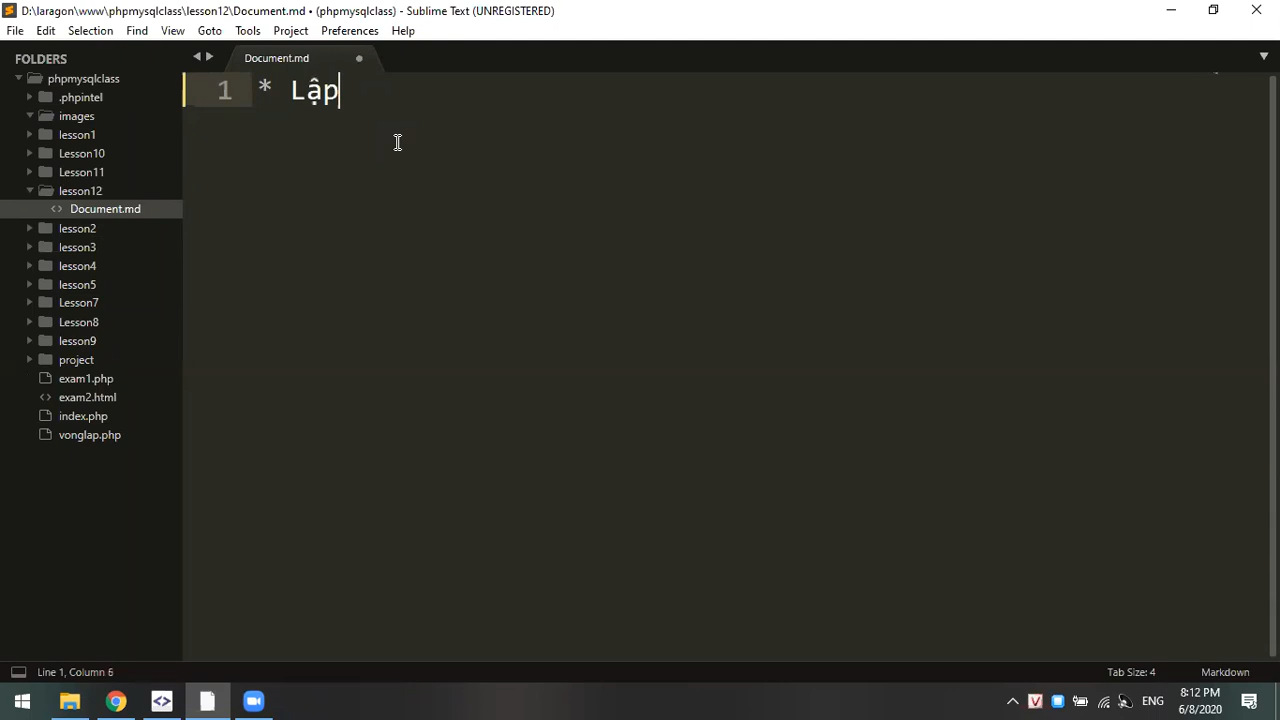 D:\laragon\www\phpmysqlclass\lesson12\Document.md • (phpmysqlclass) - Sublime Text (UNREGISTERED)
File Edit Selection Find View Goto Tools Project Preferences Help
FOLDERS
phpmysqlclass
.phpintel
images
lesson1
Lesson10
Lesson11
lesson12
Document.md
lesson2
lesson3
lesson4
lesson5
Lesson7
Lesson8
lesson9
project
exam1.php
exam2.html
index.php
vonglap.php
Document.md
1 * Lập
Line 1, Column 6
Tab Size: 4 Markdown
ENG
8:12 PM
6/8/2020